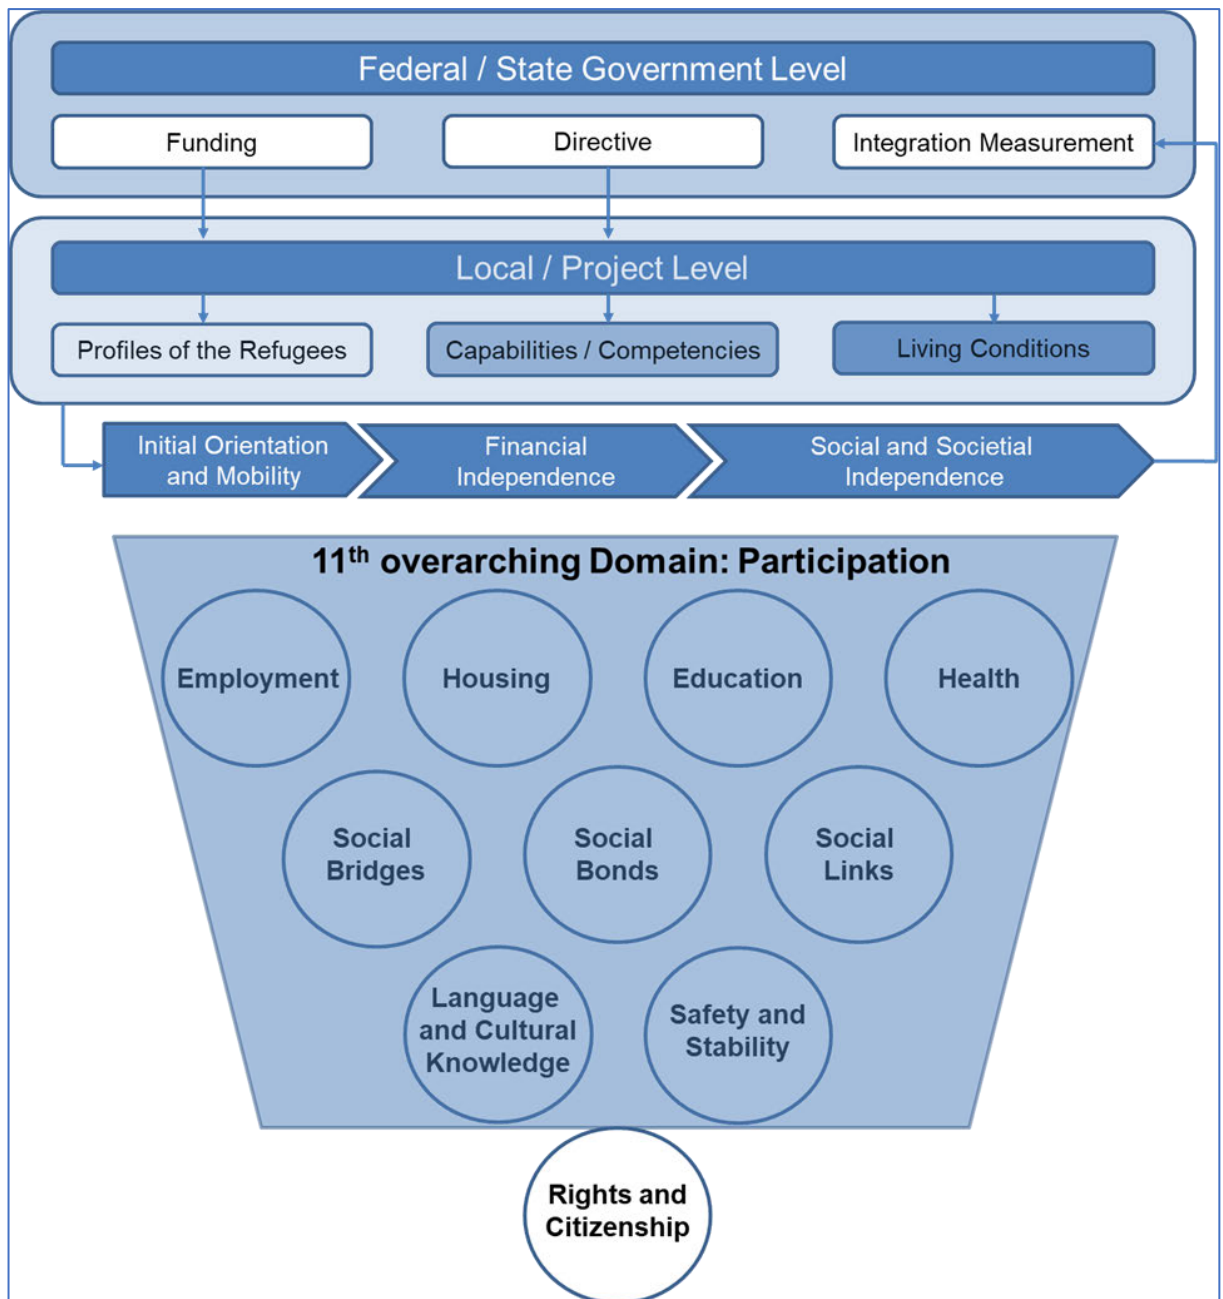 Federal / State Government Level
Funding
Directive
Integration Measurement
Local / Project Level
Profiles of the Refugees
Capabilities / Competencies
Living Conditions
Initial Orientation
and Mobility
Financial
Independence
Social and Societial
Independence
11th overarching Domain: Participation
Employment
Housing
Education
Health
Social
Bridges
Social
Bonds
Social
Links
Language
and Cultural
Knowledge
Safety and
Stability
Rights and
Citizenship